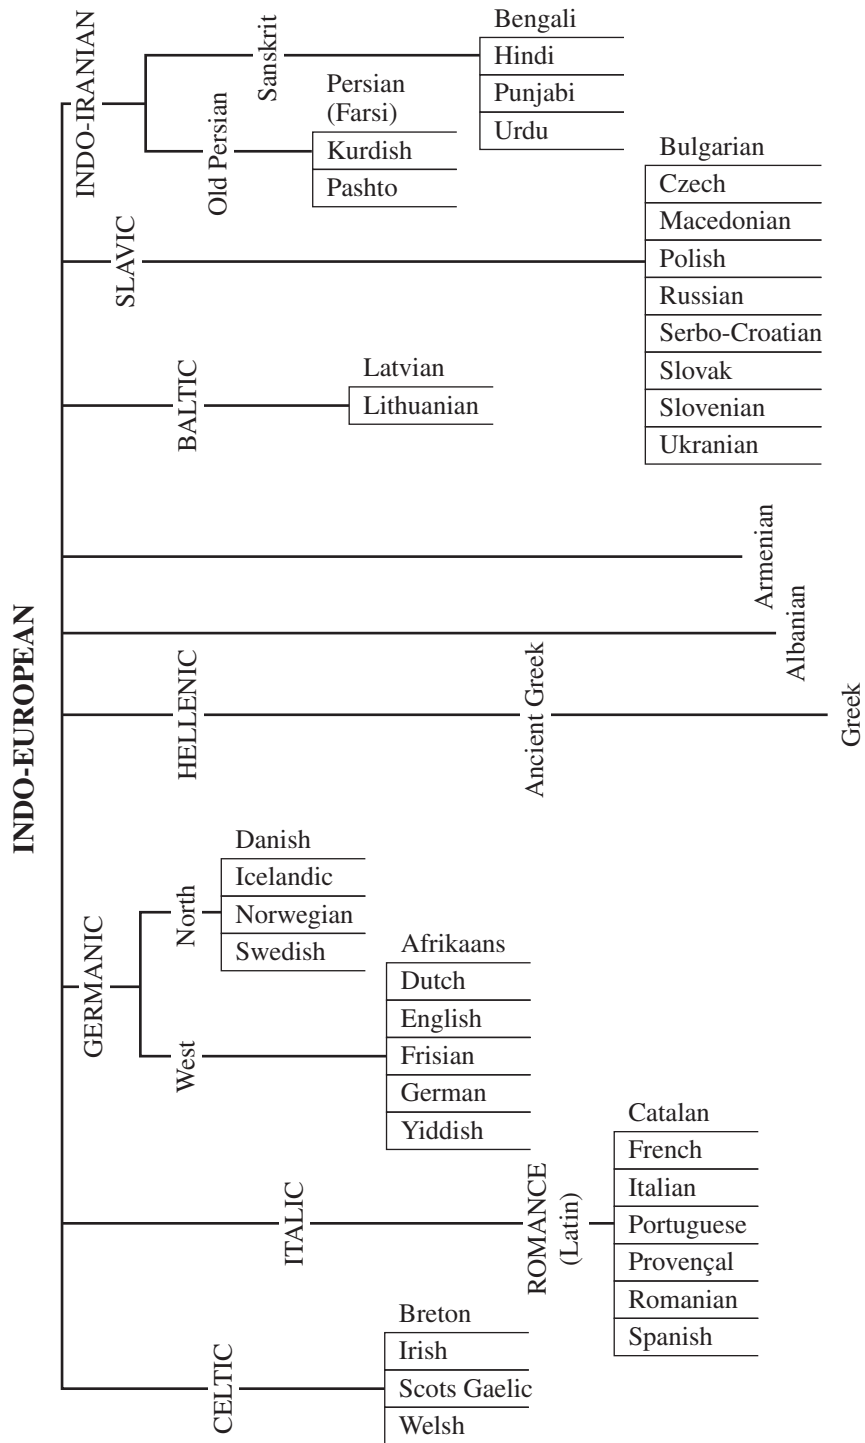 INDO-EUROPEAN
INDO-IRANIAN
Sanskrit
Bengali
Hindi
Punjabi
Urdu
Old Persian
Persian
(Farsi)
Kurdish
Pashto
SLAVIC
Bulgarian
Czech
Macedonian
Polish
Russian
Serbo-Croatian
Slovak
Slovenian
Ukranian
BALTIC
Latvian
Lithuanian
Armenian
Albanian
HELLENIC
Ancient Greek
Greek
GERMANIC
North
Danish
Icelandic
Norwegian
Swedish
West
Afrikaans
Dutch
English
Frisian
German
Yiddish
ITALIC
ROMANCE
(Latin)
Catalan
French
Italian
Portuguese
Provençal
Romanian
Spanish
CELTIC
Breton
Irish
Scots Gaelic
Welsh